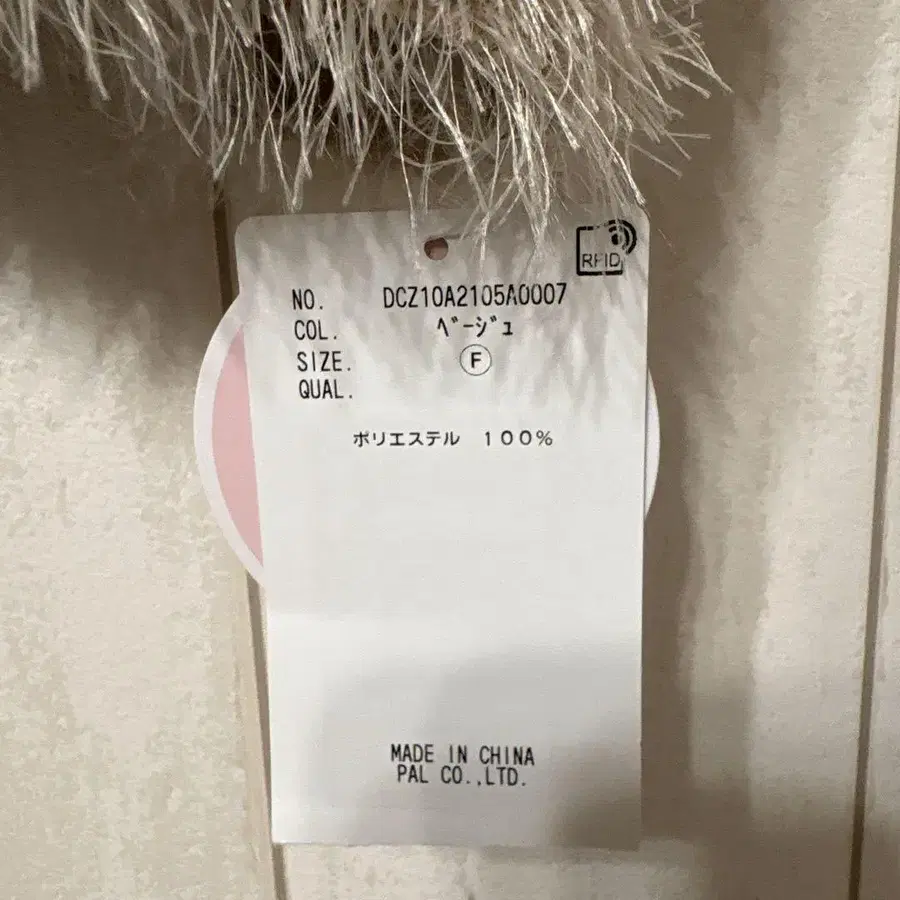 RFID
NO. DCZ10A2105A0007
COL. ﾍﾞｰｼﾞｭ
SIZE. F
QUAL.
ポリエステル 100%
MADE IN CHINA
PAL CO.,LTD.